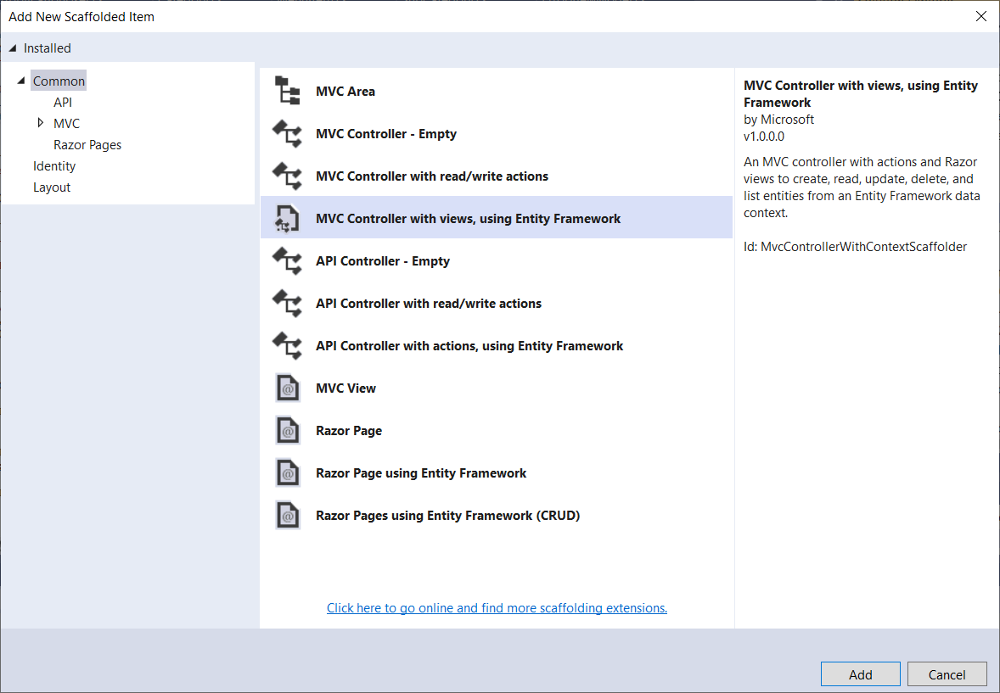 Add New Scaffolded Item
Installed
Common
API
MVC
Razor Pages
Identity
Layout
MVC Area
MVC Controller - Empty
MVC Controller with read/write actions
MVC Controller with views, using Entity Framework
API Controller - Empty
API Controller with read/write actions
API Controller with actions, using Entity Framework
MVC View
Razor Page
Razor Page using Entity Framework
Razor Pages using Entity Framework (CRUD)
Click here to go online and find more scaffolding extensions.
MVC Controller with views, using Entity
Framework
by Microsoft
v1.0.0.0
An MVC controller with actions and Razor
views to create, read, update, delete, and
list entities from an Entity Framework data
context.
Id: MvcControllerWithContextScaffolder
Add
Cancel